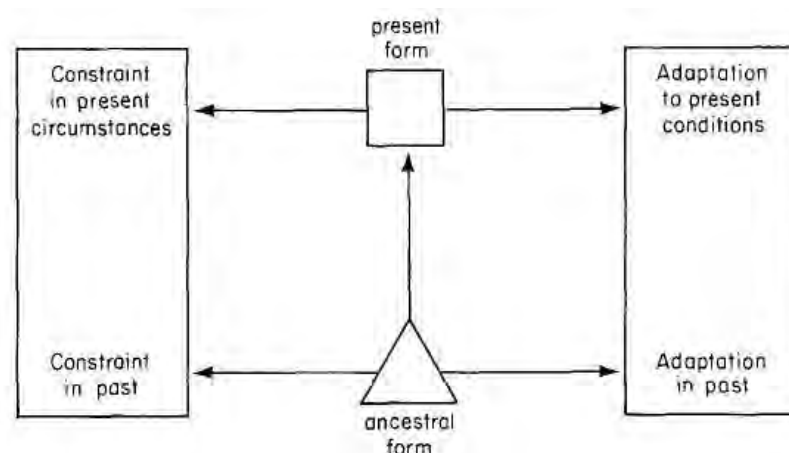 present
form
Constraint
in present
circumstances
Adaptation
to present
conditions
Constraint
in past
Adaptation
in past
ancestral
form